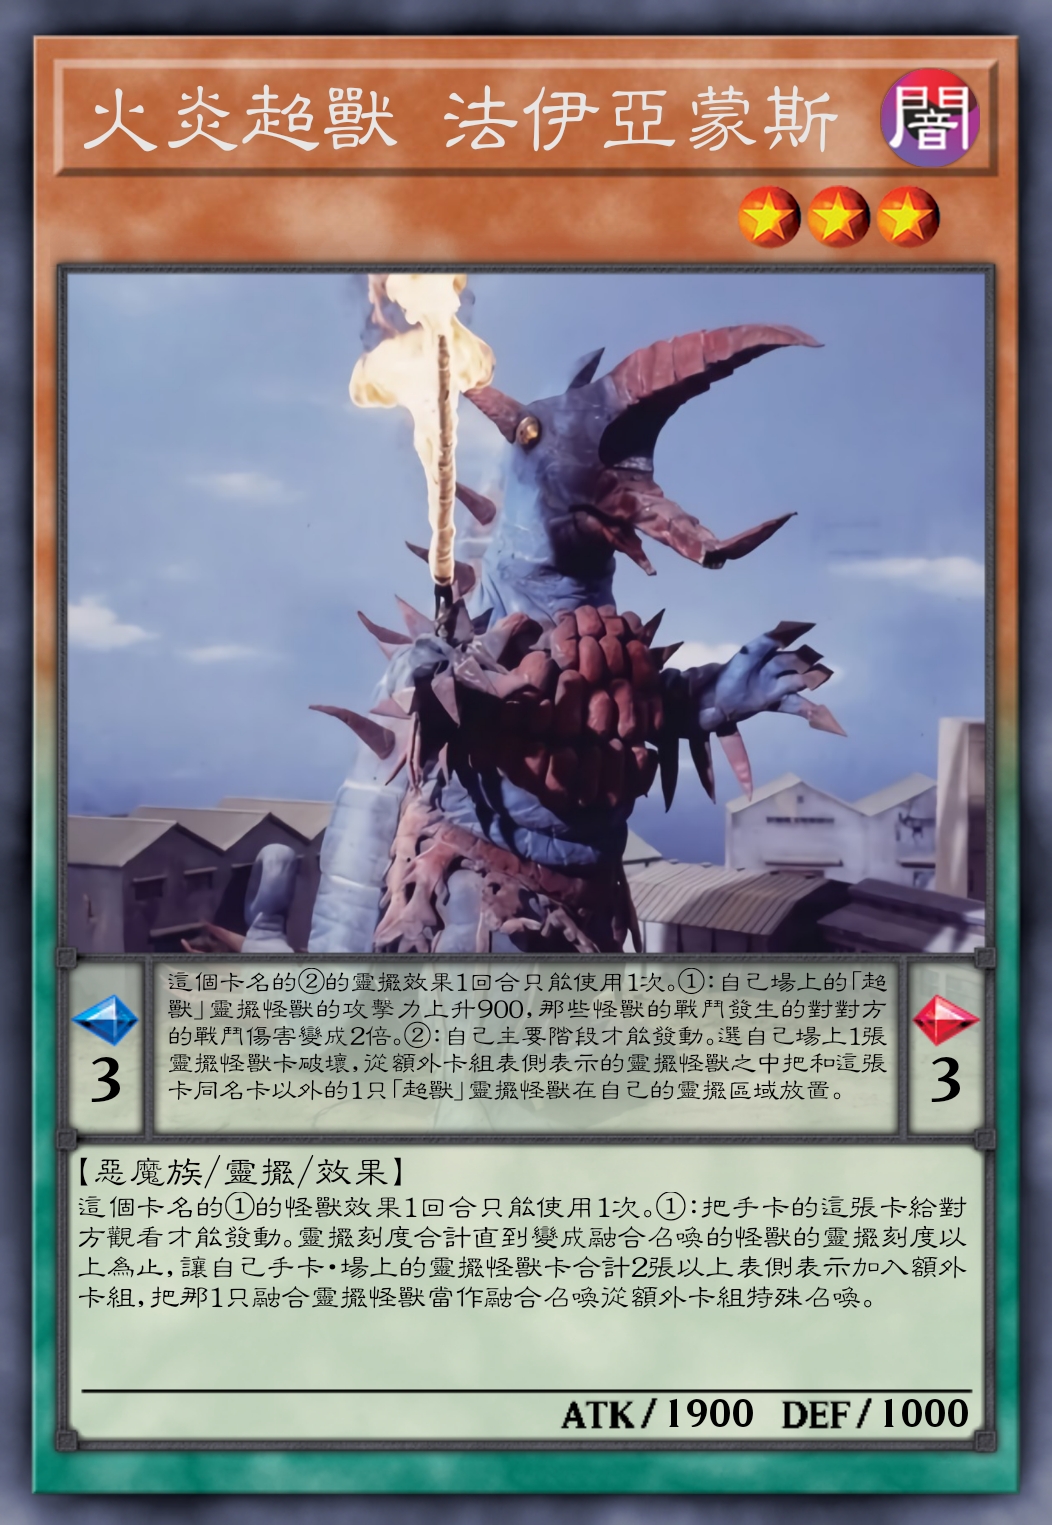 火炎超獸 法伊亞蒙斯
闇
這個卡名的②的靈擺效果1回合只能使用1次。①：自己場上的「超
獸」靈擺怪獸的攻擊力上升900，那些怪獸的戰鬥發生的對對方
的戰鬥傷害變成2倍。②：自己主要階段才能發動。選自己場上1張
靈擺怪獸卡破壞，從額外卡組表側表示的靈擺怪獸之中把和這張
卡同名卡以外的1只「超獸」靈擺怪獸在自己的靈擺區域放置。
3
3
【惡魔族/靈擺/效果】
這個卡名的①的怪獸效果1回合只能使用1次。①：把手卡的這張卡給對
方觀看才能發動。靈擺刻度合計直到變成融合召喚的怪獸的靈擺刻度以
上為止，讓自己手卡・場上的靈擺怪獸卡合計2張以上表側表示加入額外
卡組，把那1只融合靈擺怪獸當作融合召喚從額外卡組特殊召喚。
ATK/1900 DEF/1000